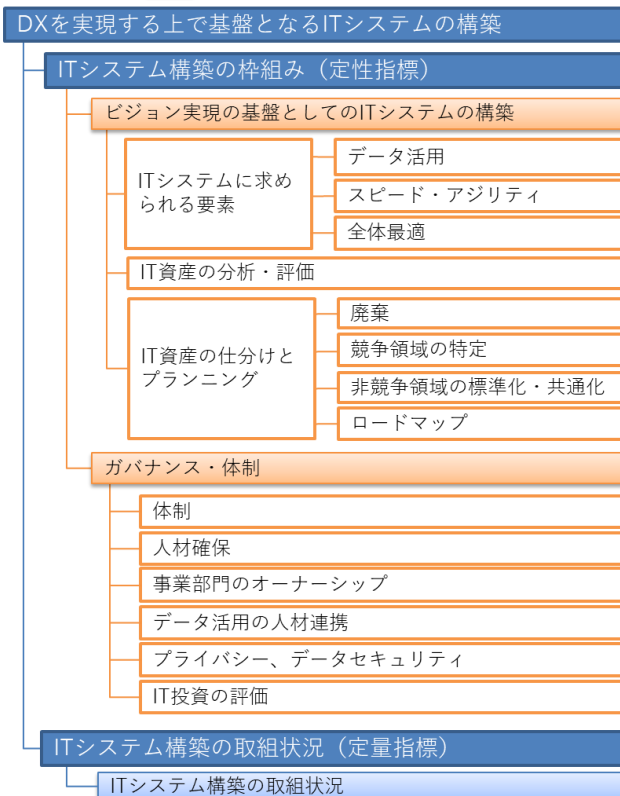 DXを実現する上で基盤となるITシステムの構築
ITシステム構築の枠組み（定性指標）
ビジョン実現の基盤としてのITシステムの構築
ITシステムに求め
られる要素
データ活用
スピード・アジリティ
全体最適
IT資産の分析・評価
IT資産の仕分けと
プランニング
廃棄
競争領域の特定
非競争領域の標準化・共通化
ロードマップ
ガバナンス・体制
体制
人材確保
事業部門のオーナーシップ
データ活用の人材連携
プライバシー、データセキュリティ
IT投資の評価
ITシステム構築の取組状況（定量指標）
ITシステム構築の取組状況